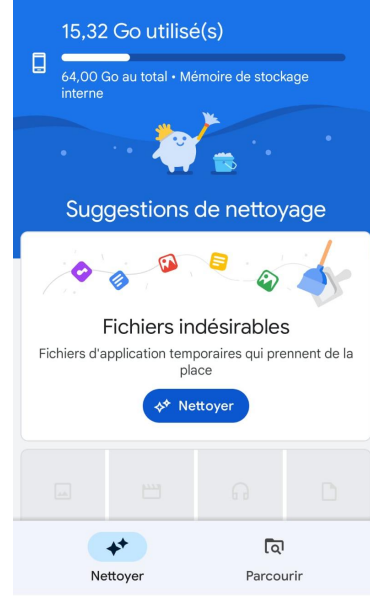 15,32 Go utilisé(s)
64,00 Go au total • Mémoire de stockage
interne
Suggestions de nettoyage
Fichiers indésirables
Fichiers d'application temporaires qui prennent de la
place
Nettoyer
Nettoyer
Parcourir